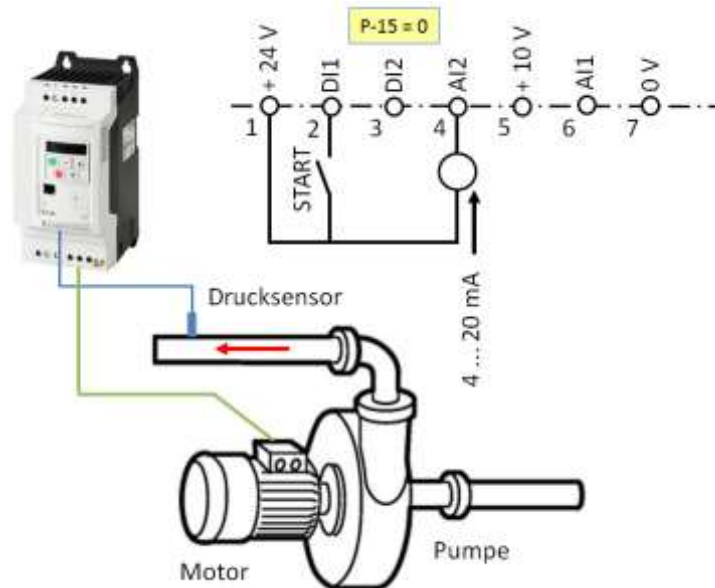 P-15 = 0
+ 24 V
DI1
DI2
AI2
+ 10 V
AI1
0 V
1
2
3
4
5
6
7
START
4 ... 20 mA
Drucksensor
Motor
Pumpe